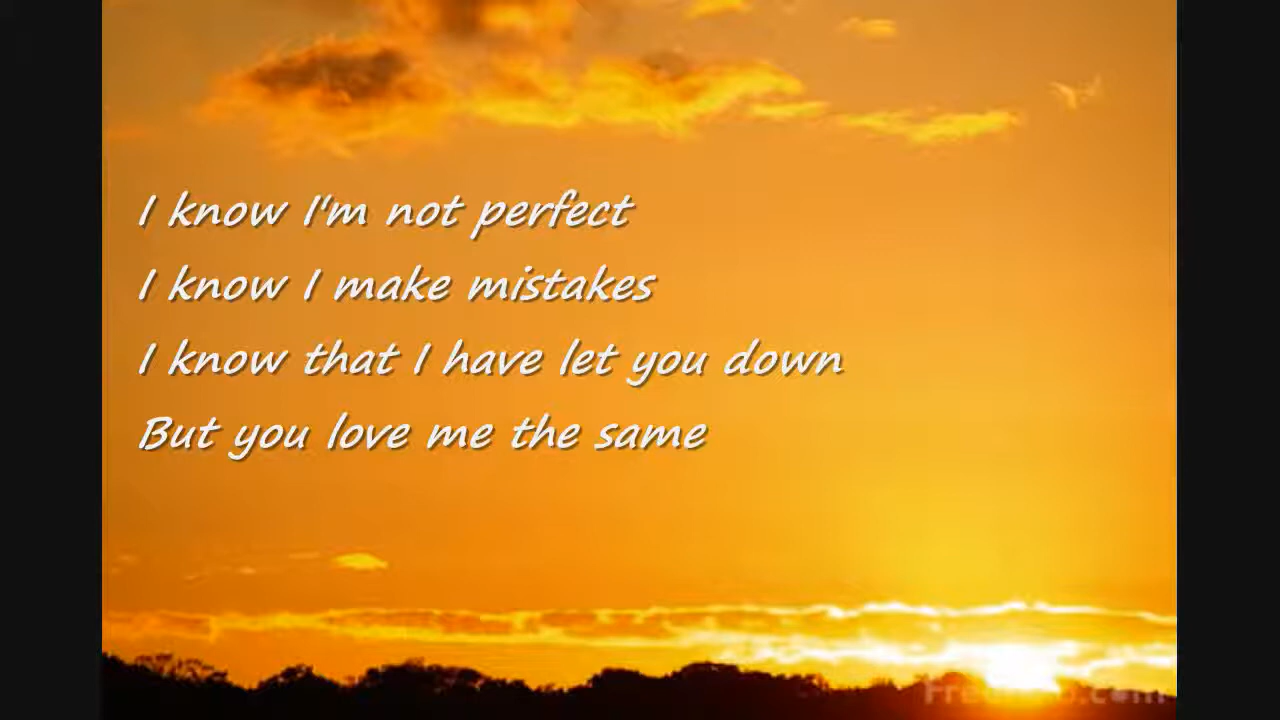 I know I'm not perfect
I know I make mistakes
I know that I have let you down
But you love me the same